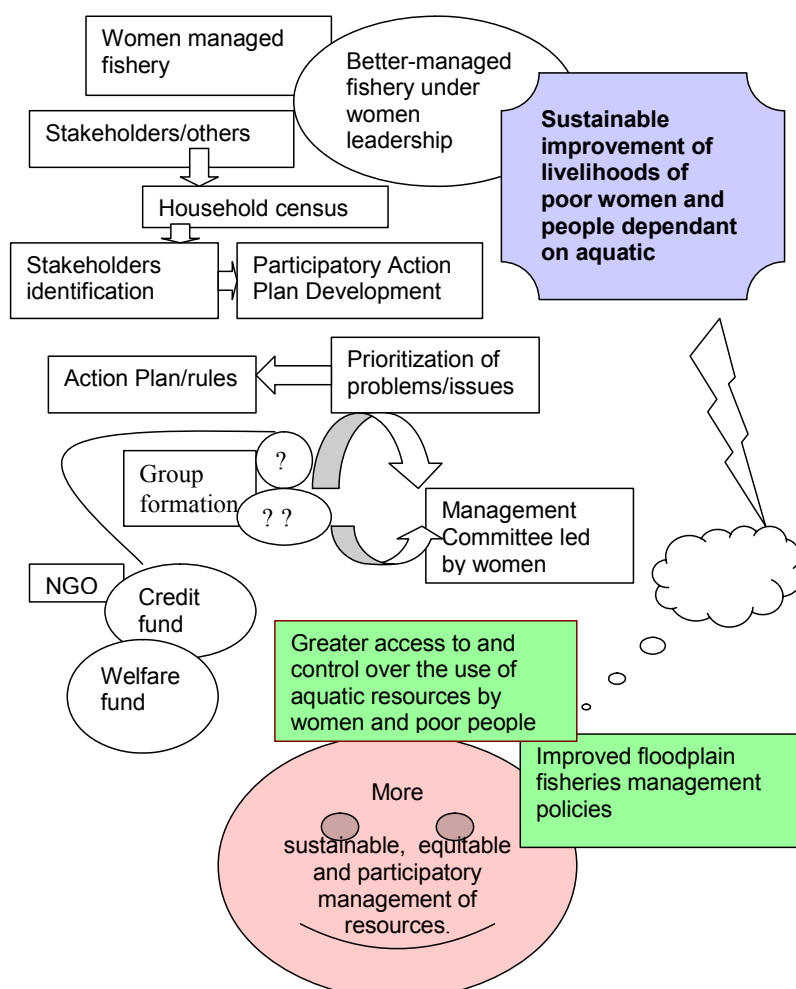 Women managed
fishery
Better-managed
fishery under
women
leadership
Sustainable
improvement of
livelihoods of
poor women and
people dependant
on aquatic
Stakeholders/others
Household census
Stakeholders
identification
Participatory Action
Plan Development
Prioritization of
problems/issues
Action Plan/rules
Group
formation
?
? ?
Management
Committee led
by women
NGO
Credit
fund
Welfare
fund
Greater access to and
control over the use of
aquatic resources by
women and poor people
Improved floodplain
fisheries management
policies
More
sustainable, equitable
and participatory
management of
resources.